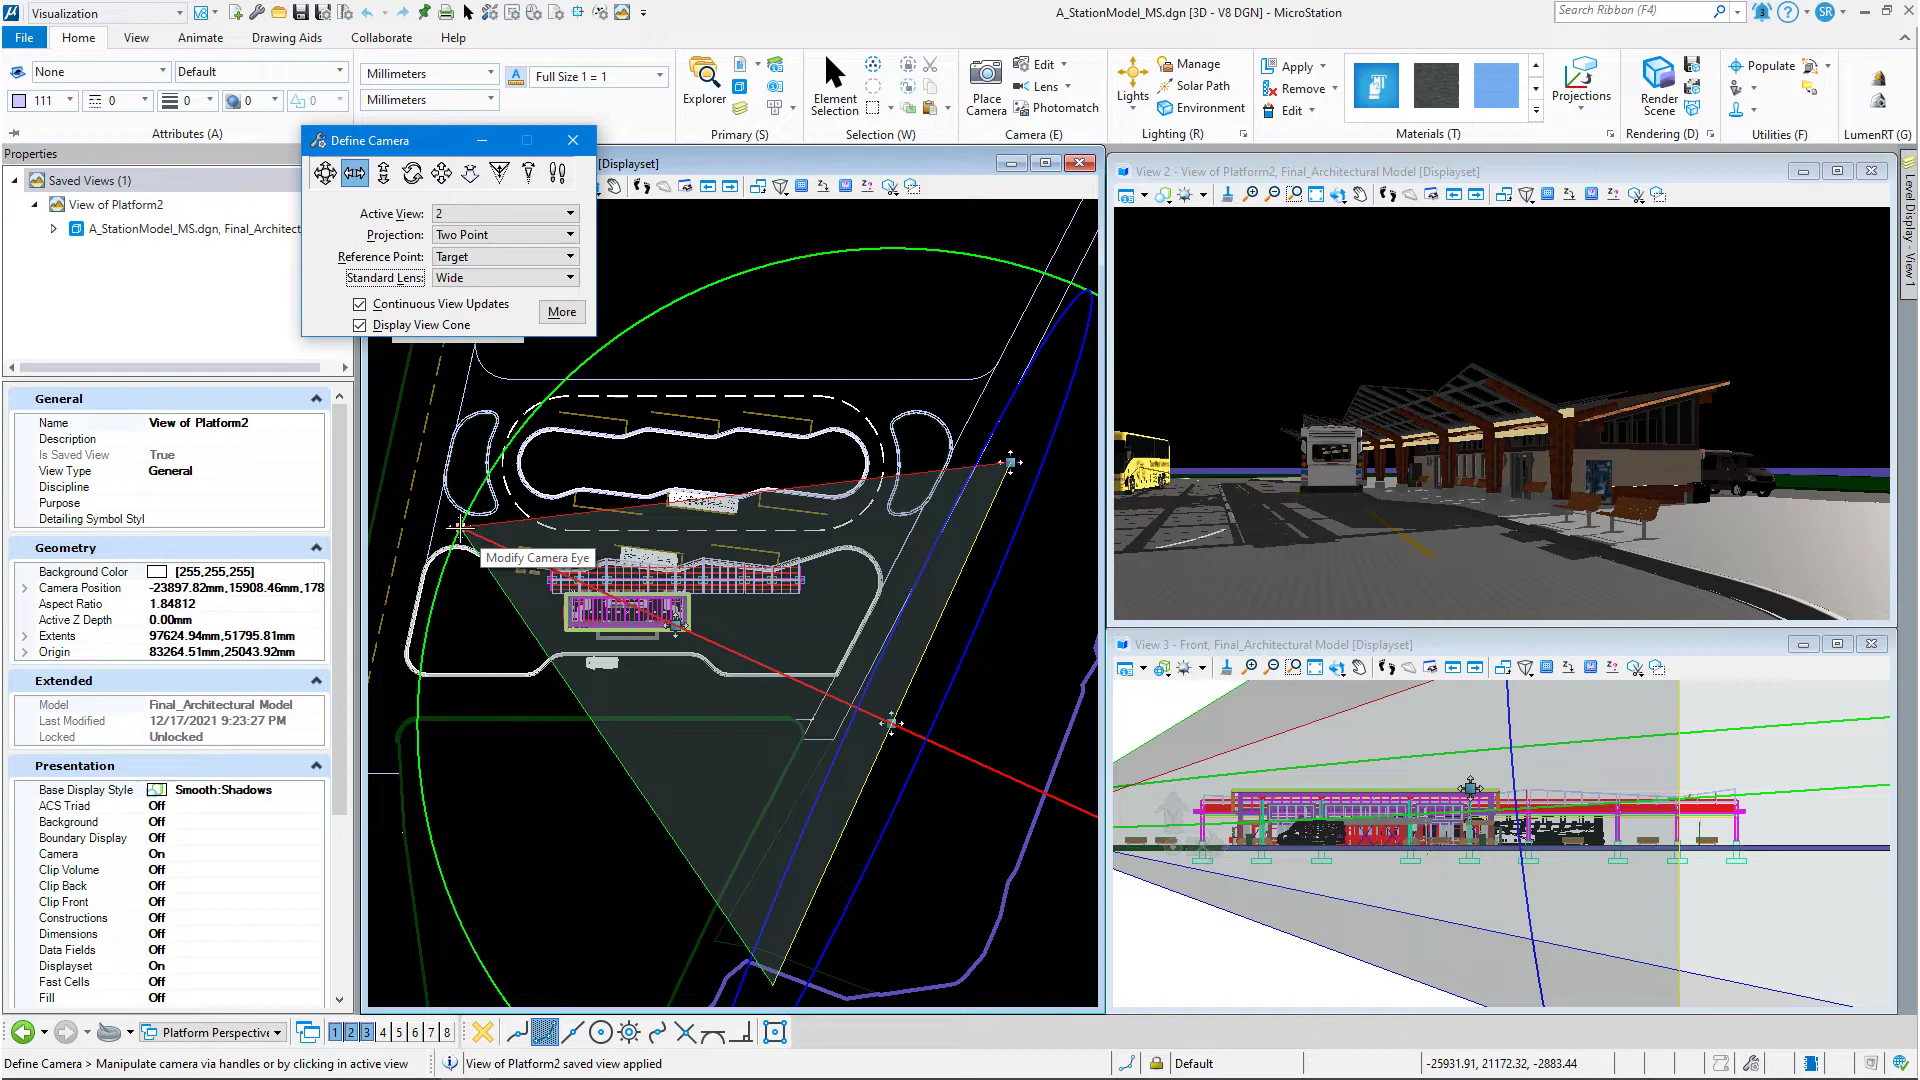 Visualization
A_StationModel_MS.dgn [3D - V8 DGN] - MicroStation
Search Ribbon (F4)
3
SR
File
Home
View
Animate
Drawing Aids
Collaborate
Help
None
Default
111
0
0
0
0
Attributes (A)
Millimeters
Millimeters
A
Full Size 1 = 1
Explorer
Primary (S)
Element
Selection
Selection (W)
Place
Camera
Edit
Lens
Photomatch
Camera (E)
Lights
Manage
Solar Path
Environment
Lighting (R)
Apply
Remove
Edit
Materials (T)
Projections
Render
Scene
Rendering (D)
Populate
Utilities (F)
LumenRT (G)
Properties
Saved Views (1)
View of Platform2
A_StationModel_MS.dgn, Final_Architect
General
Name View of Platform2
Description
Is Saved View True
View Type General
Discipline
Purpose
Detailing Symbol Styl
Geometry
Background Color [255,255,255]
Camera Position -23897.82mm,15908.46mm,178
Aspect Ratio 1.84812
Active Z Depth 0.00mm
Extents 97624.94mm,51795.81mm
Origin 83264.51mm,25043.92mm
Extended
Model Final_Architectural Model
Last Modified 12/17/2021 9:23:27 PM
Locked Unlocked
Presentation
Base Display Style Smooth:Shadows
ACS Triad Off
Background Off
Boundary Display Off
Camera On
Clip Volume Off
Clip Back Off
Clip Front Off
Constructions Off
Dimensions Off
Data Fields Off
Displayset On
Fast Cells Off
Fill Off
Define Camera
Active View: 2
Projection: Two Point
Reference Point: Target
Standard Lens: Wide
Continuous View Updates
Display View Cone
More
[Displayset]
Modify Camera Eye
View 2 - View of Platform2, Final_Architectural Model [Displayset]
View 3 - Front, Final_Architectural Model [Displayset]
Level Display - View 1
Platform Perspective
1 2 3 4 5 6 7 8
Define Camera > Manipulate camera via handles or by clicking in active view
View of Platform2 saved view applied
Default
-25931.91, 21172.32, -2883.44